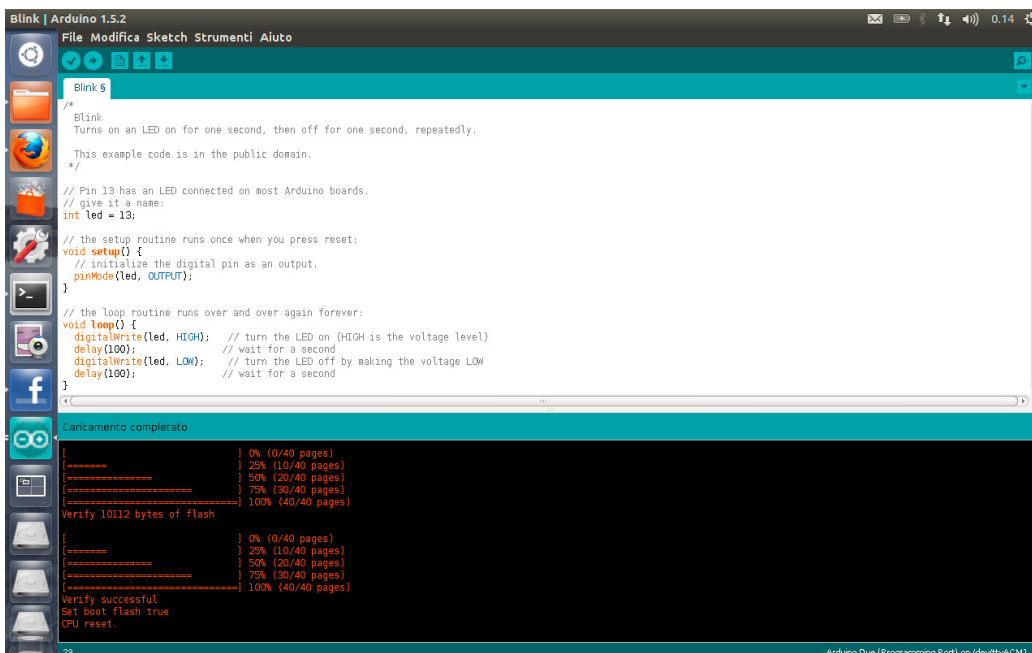 Blink | Arduino 1.5.2
0.14
File Modifica Sketch Strumenti Aiuto
Blink §
/*
Blink
Turns on an LED on for one second, then off for one second, repeatedly.
This example code is in the public domain.
*/
// Pin 13 has an LED connected on most Arduino boards.
// give it a name:
int led = 13;
// the setup routine runs once when you press reset:
void setup() {
// initialize the digital pin as an output.
pinMode(led, OUTPUT);
}
// the loop routine runs over and over again forever:
void loop() {
digitalWrite(led, HIGH);   // turn the LED on (HIGH is the voltage level)
delay(100);               // wait for a second
digitalWrite(led, LOW);    // turn the LED off by making the voltage LOW
delay(100);               // wait for a second
}
Caricamento completato
[                              ] 0% (0/40 pages)
[=======                       ] 25% (10/40 pages)
[===============               ] 50% (20/40 pages)
[======================        ] 75% (30/40 pages)
[==============================] 100% (40/40 pages)
Verify 10112 bytes of flash
[                              ] 0% (0/40 pages)
[=======                       ] 25% (10/40 pages)
[===============               ] 50% (20/40 pages)
[======================        ] 75% (30/40 pages)
[==============================] 100% (40/40 pages)
Verify successful
Set boot flash true
CPU reset.
23
Arduino Due (Programming Port) on /dev/ttyACM1